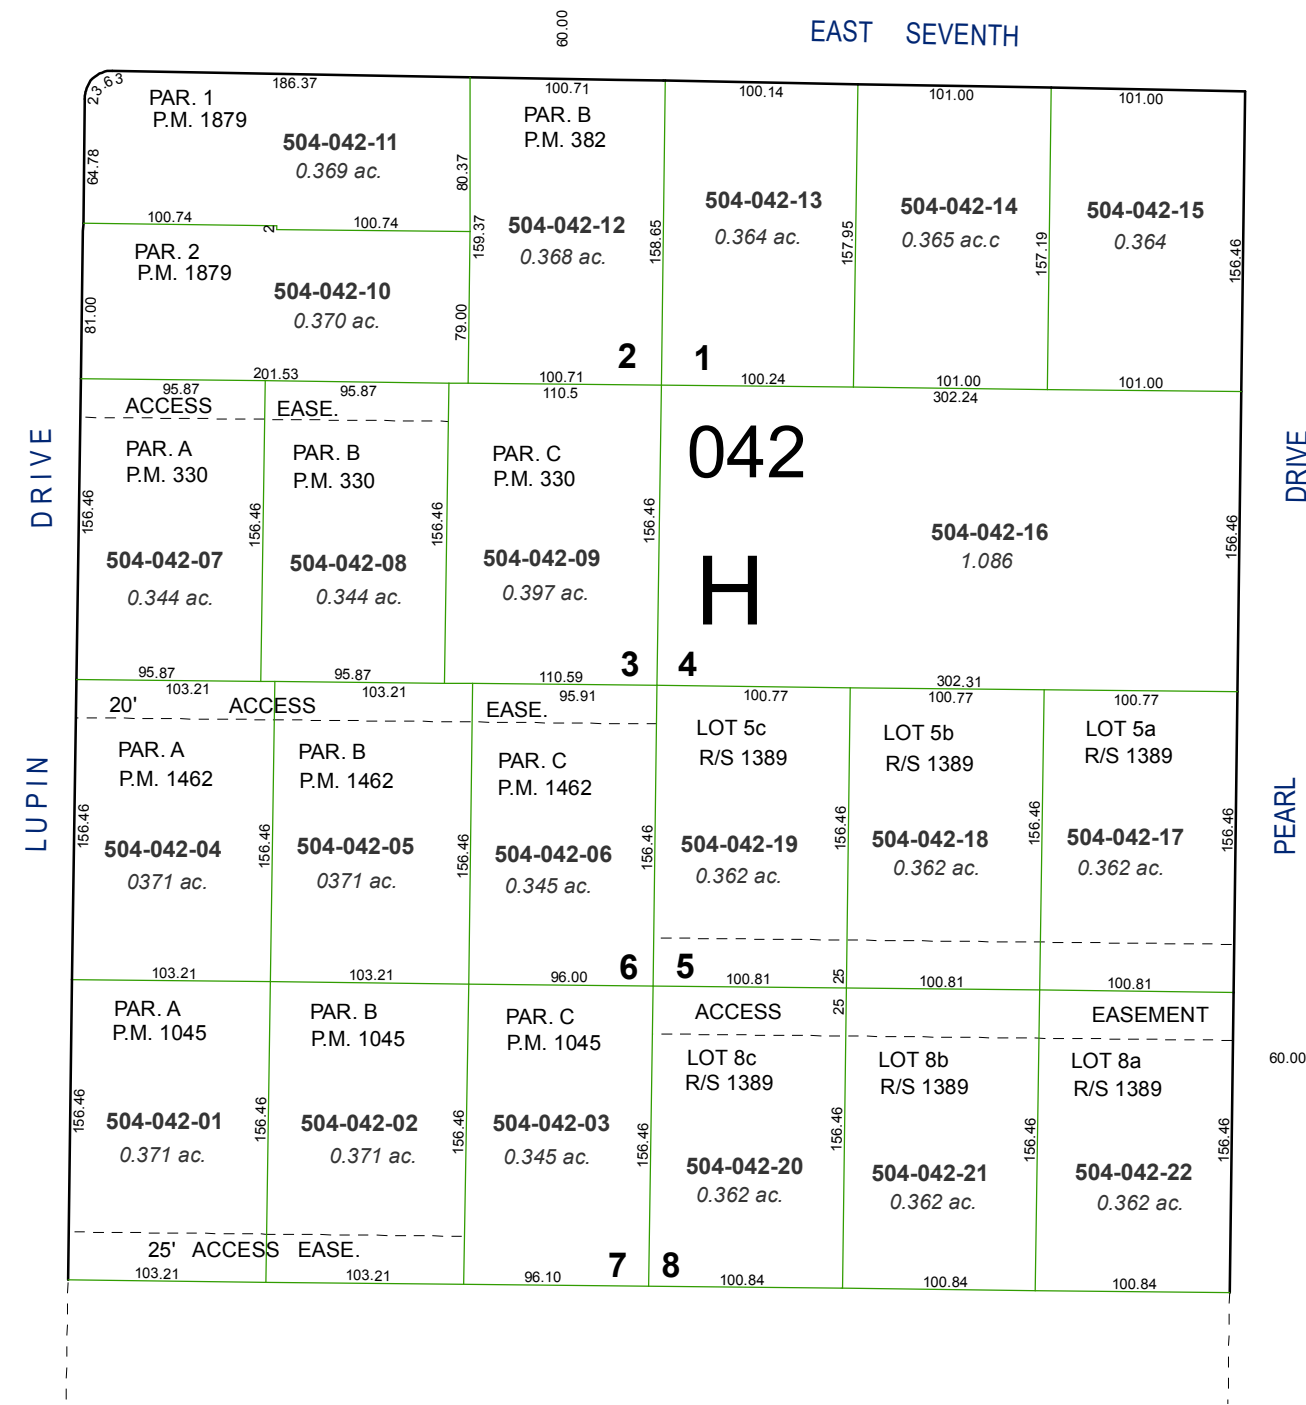 60.00
EAST SEVENTH
23.63
186.37
100.71
100.14
101.00
101.00
PAR. 1
P.M. 1879
504-042-11
0.369 ac.
64.78
80.37
PAR. B
P.M. 382
504-042-12
0.368 ac.
159.37
158.65
504-042-13
0.364 ac.
157.95
504-042-14
0.365 ac.c
157.19
504-042-15
0.364
156.46
100.74
2
100.74
PAR. 2
P.M. 1879
504-042-10
0.370 ac.
81.00
79.00
2
1
201.53
100.71
100.24
101.00
101.00
95.87
95.87
110.5
302.24
ACCESS EASE.
DRIVE
PAR. A
P.M. 330
504-042-07
0.344 ac.
156.46
156.46
PAR. B
P.M. 330
504-042-08
0.344 ac.
156.46
PAR. C
P.M. 330
504-042-09
0.397 ac.
156.46
042
H
504-042-16
1.086
156.46
DRIVE
95.87
95.87
110.59
3
4
302.31
103.21
103.21
95.91
100.77
100.77
100.77
20' ACCESS EASE.
LUPIN
PAR. A
P.M. 1462
504-042-04
0371 ac.
156.46
156.46
PAR. B
P.M. 1462
504-042-05
0371 ac.
156.46
PAR. C
P.M. 1462
504-042-06
0.345 ac.
156.46
LOT 5c
R/S 1389
504-042-19
0.362 ac.
156.46
LOT 5b
R/S 1389
504-042-18
0.362 ac.
156.46
LOT 5a
R/S 1389
504-042-17
0.362 ac.
156.46
PEARL
103.21
103.21
96.00
6
5
100.81
25
100.81
100.81
ACCESS
25
EASEMENT
60.00
PAR. A
P.M. 1045
504-042-01
0.371 ac.
156.46
156.46
PAR. B
P.M. 1045
504-042-02
0.371 ac.
156.46
PAR. C
P.M. 1045
504-042-03
0.345 ac.
156.46
LOT 8c
R/S 1389
504-042-20
0.362 ac.
156.46
LOT 8b
R/S 1389
504-042-21
0.362 ac.
156.46
LOT 8a
R/S 1389
504-042-22
0.362 ac.
156.46
25' ACCESS EASE.
103.21
103.21
96.10
7
8
100.84
100.84
100.84